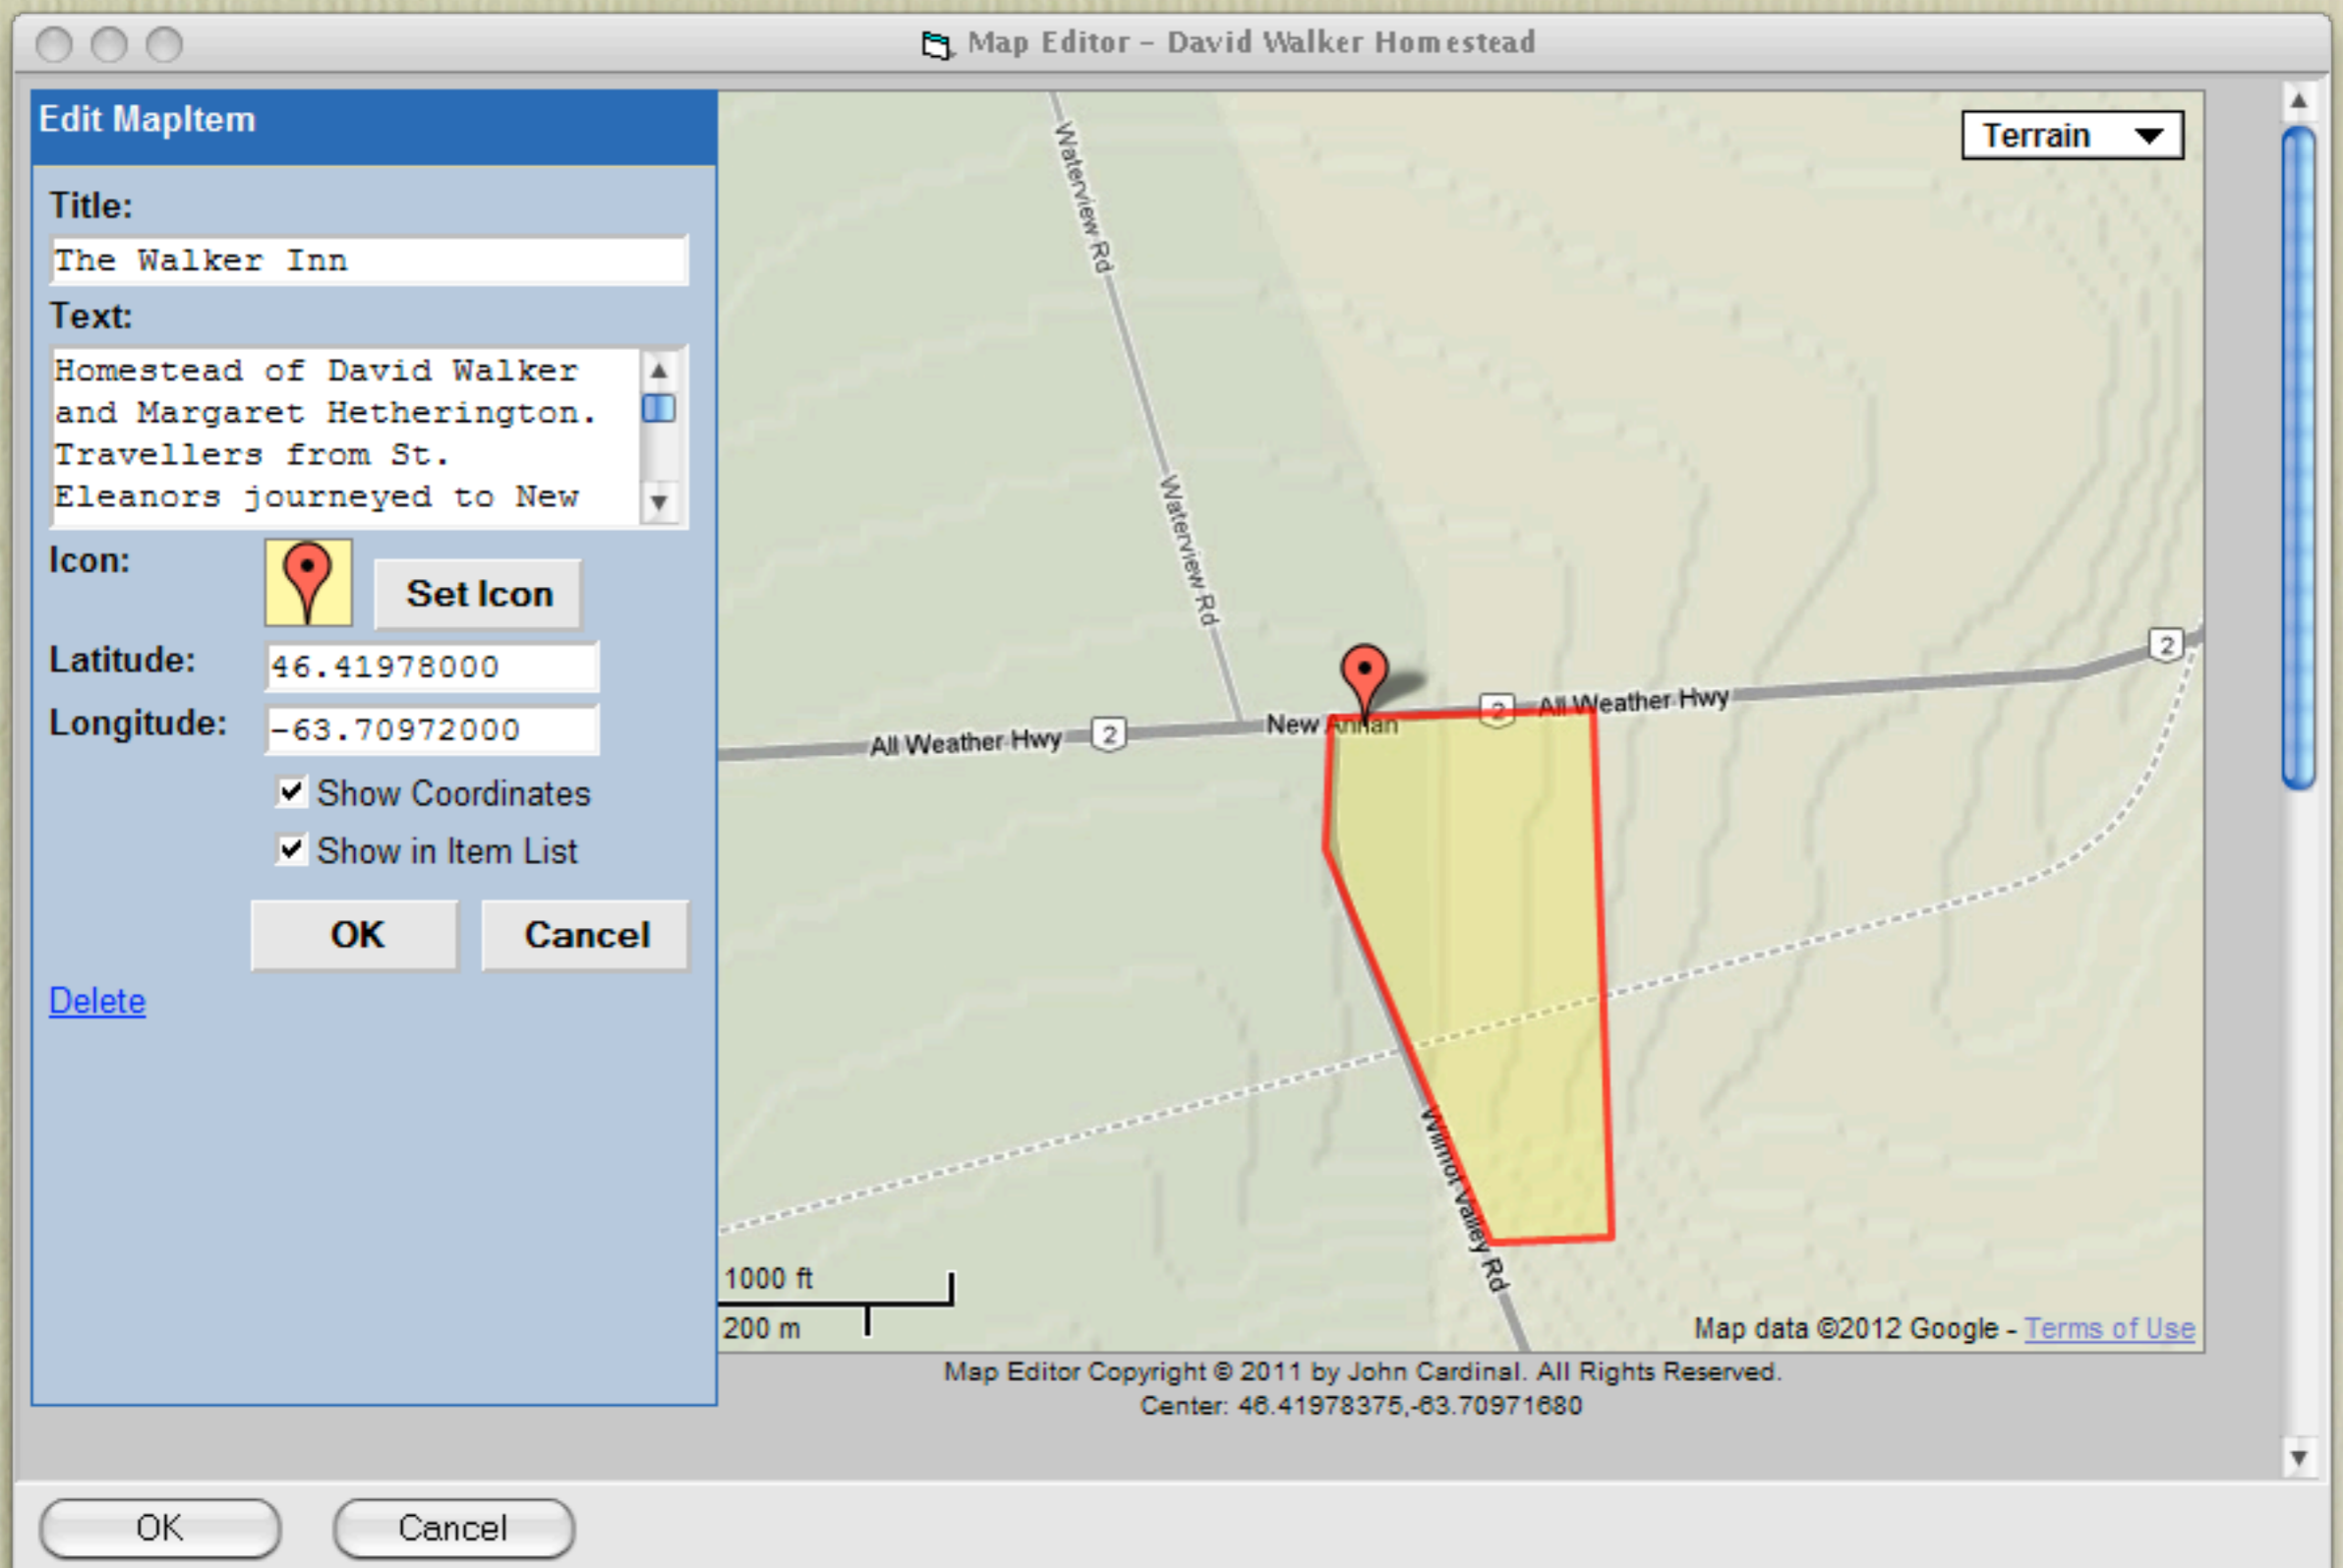 Map Editor – David Walker Homestead
Edit MapItem
Title:
The Walker Inn
Text:
Homestead of David Walker
and Margaret Hetherington.
Travellers from St.
Eleanors journeyed to New
Icon:
Set Icon
Latitude:
46.41978000
Longitude:
-63.70972000
Show Coordinates
Show in Item List
OK
Cancel
Delete
Terrain
Waterview Rd
Waterview Rd
2
All Weather Hwy
2
New Annan
2
All Weather Hwy
Wilmot Valley Rd
1000 ft
200 m
Map data ©2012 Google - Terms of Use
Map Editor Copyright © 2011 by John Cardinal. All Rights Reserved.
Center: 46.41978375,-63.70971680
OK
Cancel